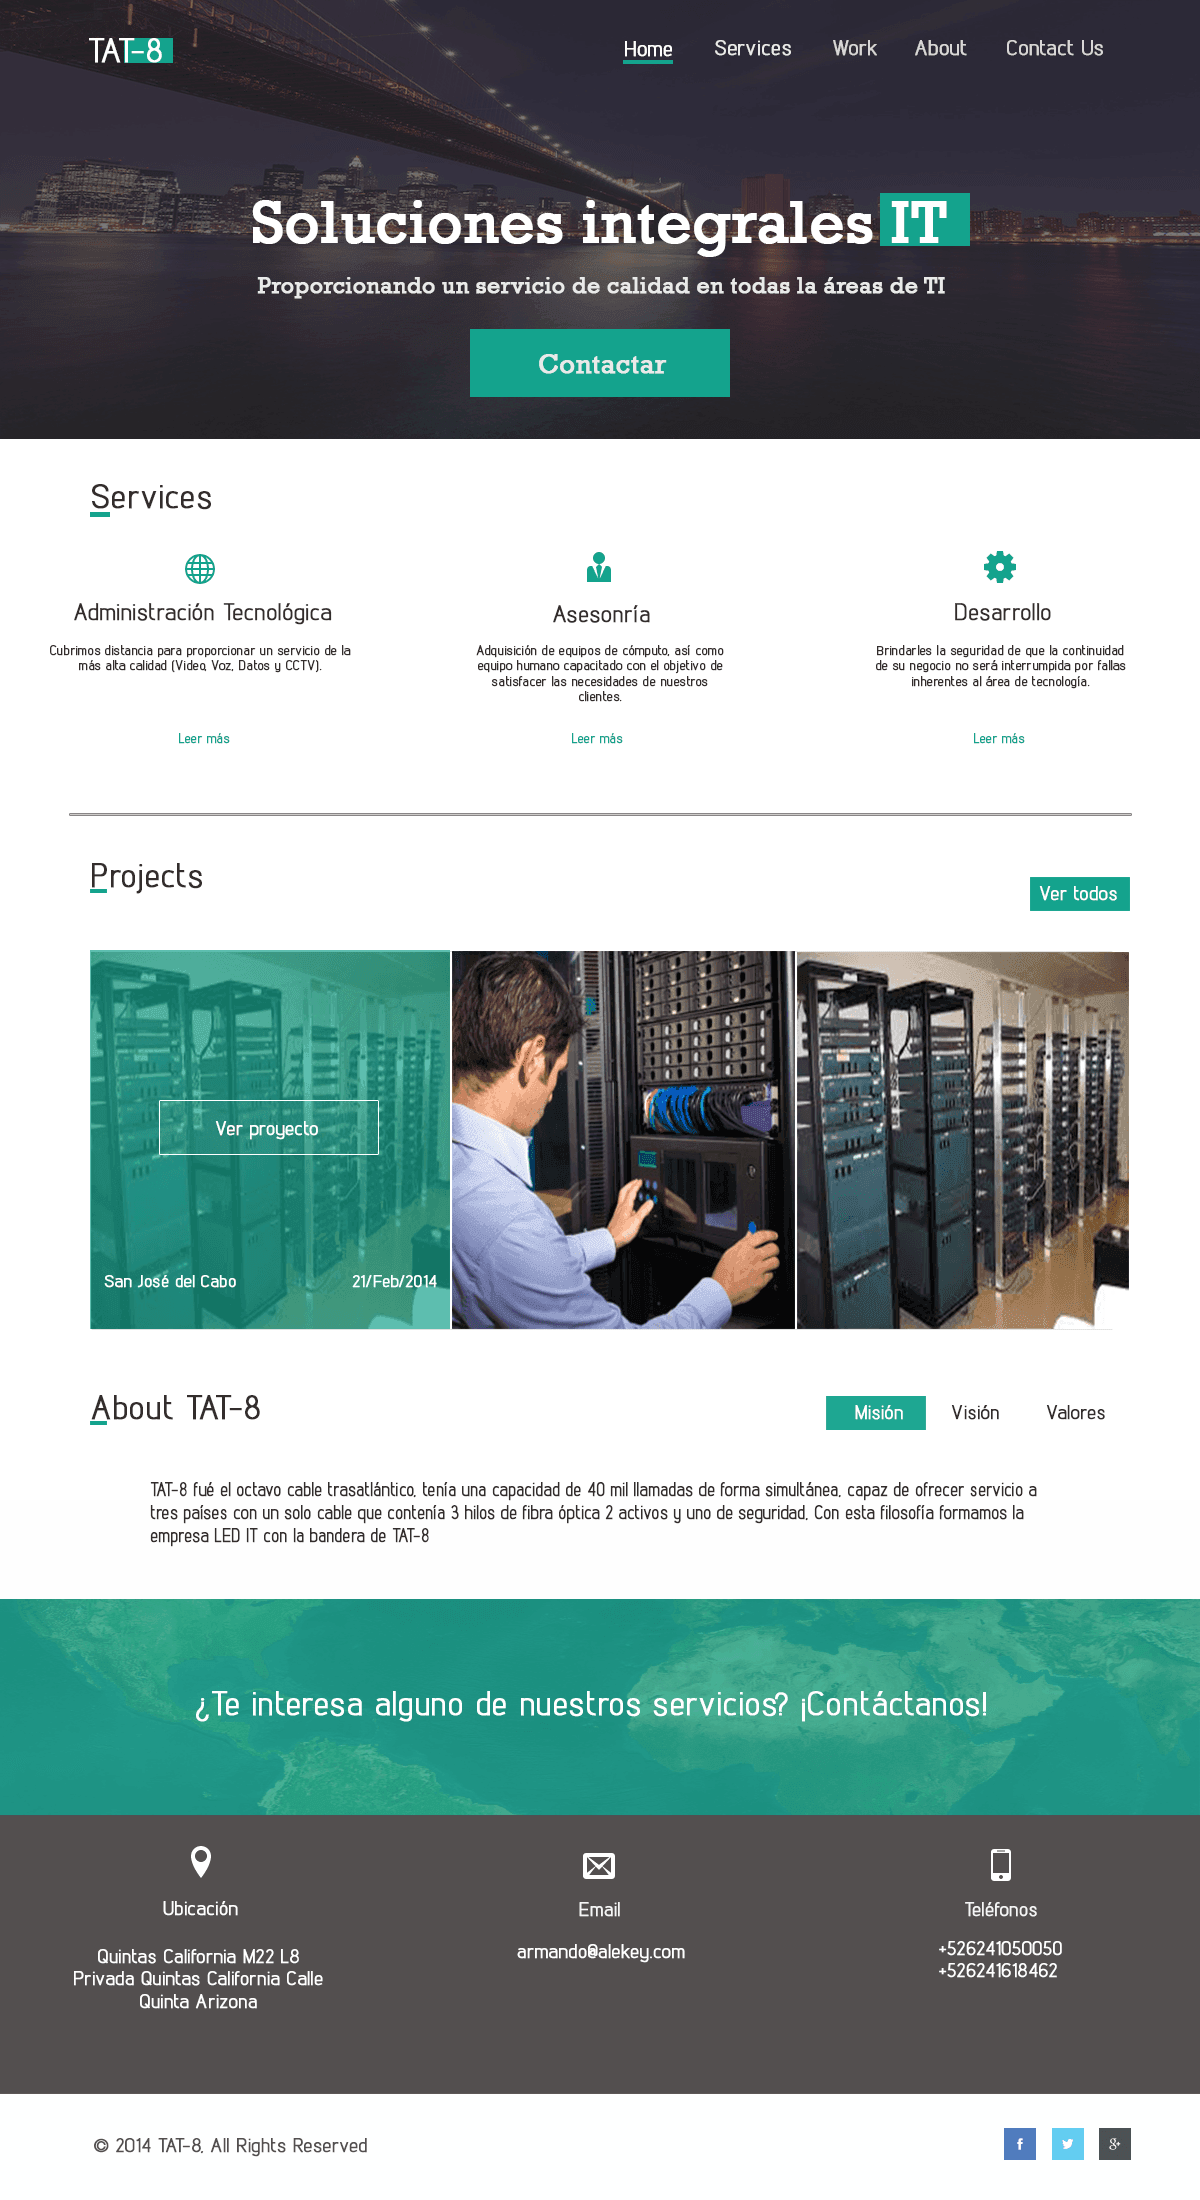 TAT-8
Home Services Work About Contact Us
Soluciones integrales IT
Proporcionando un servicio de calidad en todas la áreas de TI
Contactar
Services
Administración Tecnológica
Cubrimos distancia para proporcionar un servicio de la
más alta calidad (Video, Voz, Datos y CCTV).
Leer más
Asesonría
Adquisición de equipos de cómputo, así como
equipo humano capacitado con el objetivo de
satisfacer las necesidades de nuestros
clientes.
Leer más
Desarrollo
Brindarles la seguridad de que la continuidad
de su negocio no será interrumpida por fallas
inherentes al área de tecnología.
Leer más
Projects
Ver todos
Ver proyecto
San José del Cabo 21/Feb/2014
About TAT-8
Misión Visión Valores
TAT-8 fué el octavo cable trasatlántico, tenía una capacidad de 40 mil llamadas de forma simultánea, capaz de ofrecer servicio a
tres países con un solo cable que contenía 3 hilos de fibra óptica 2 activos y uno de seguridad, Con esta filosofía formamos la
empresa LED IT con la bandera de TAT-8
¿Te interesa alguno de nuestros servicios? ¡Contáctanos!
Ubicación
Quintas California M22 L8
Privada Quintas California Calle
Quinta Arizona
Email
armando@alekey.com
Teléfonos
+526241050050
+526241618462
© 2014 TAT-8, All Rights Reserved